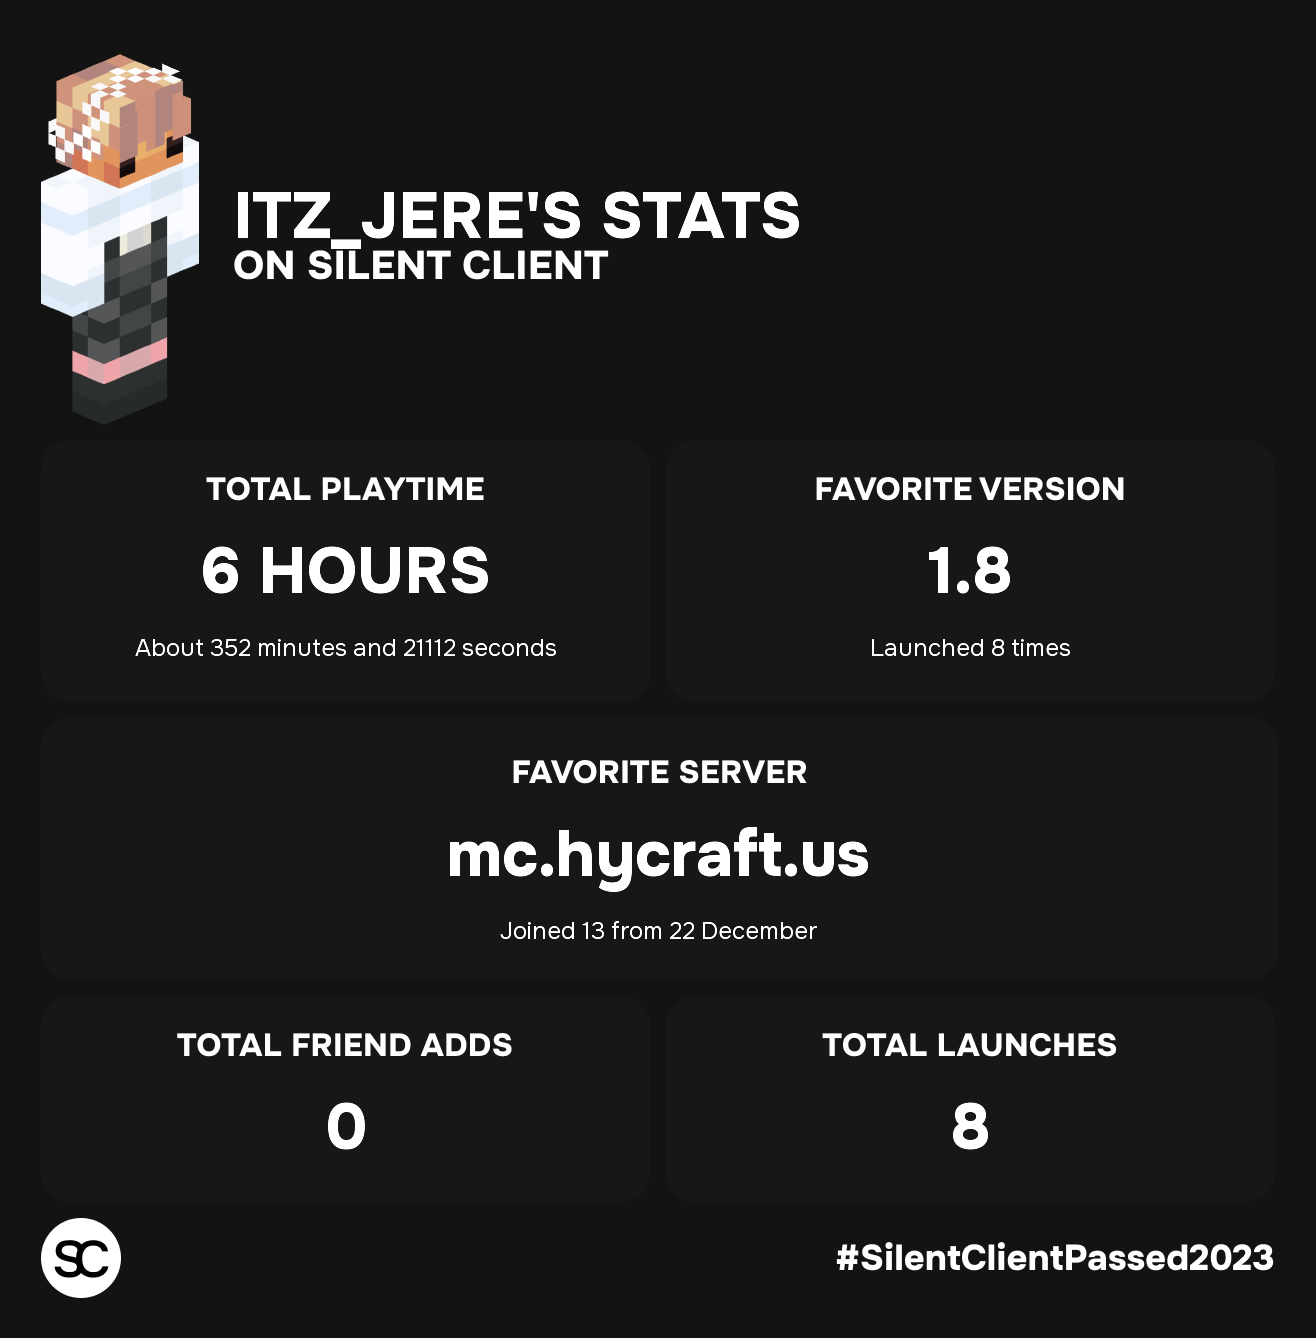 ITZ_JERE'S STATS
ON SILENT CLIENT
TOTAL PLAYTIME
6 HOURS
About 352 minutes and 21112 seconds
FAVORITE VERSION
1.8
Launched 8 times
FAVORITE SERVER
mc.hycraft.us
Joined 13 from 22 December
TOTAL FRIEND ADDS
0
TOTAL LAUNCHES
8
SC
#SilentClientPassed2023